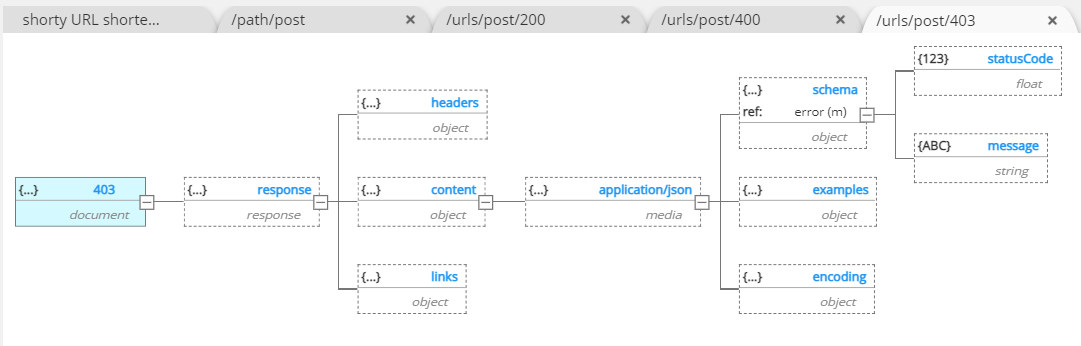 shorty URL shorte...
/path/post ×
/urls/post/200 ×
/urls/post/400 ×
/urls/post/403 ×
{...} 403
document
{...} response
response
{...} headers
object
{...} content
object
{...} links
object
{...} application/json
media
{...} schema
ref: error (m)
object
{...} examples
object
{...} encoding
object
{123} statusCode
float
{ABC} message
string